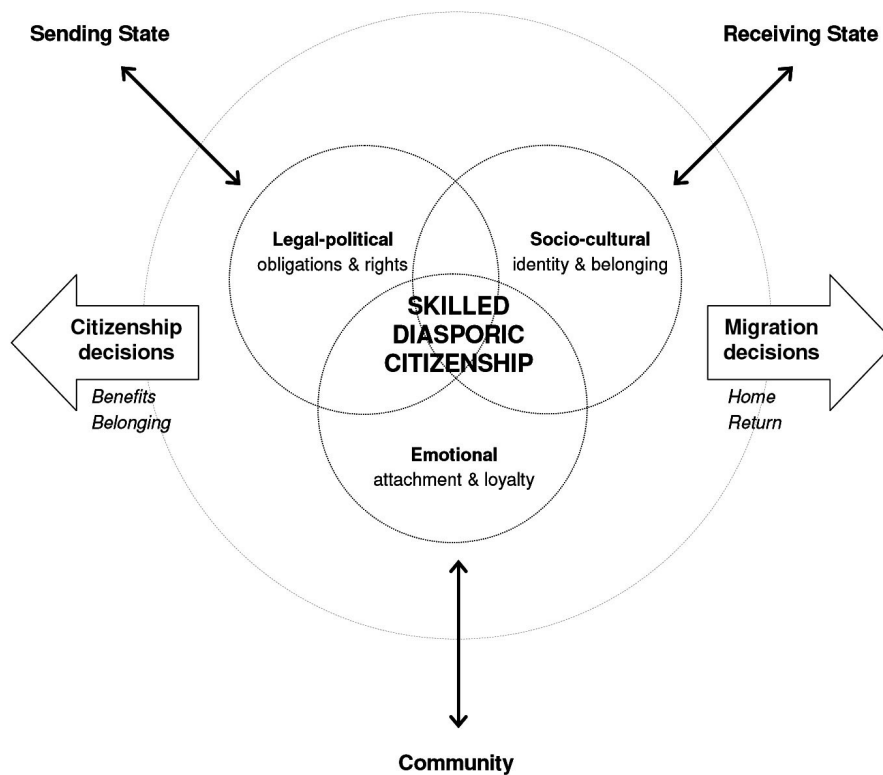 Sending State
Receiving State
Legal-political
obligations & rights
Socio-cultural
identity & belonging
SKILLED
DIASPORIC
CITIZENSHIP
Citizenship
decisions
Benefits
Belonging
Migration
decisions
Home
Return
Emotional
attachment & loyalty
Community